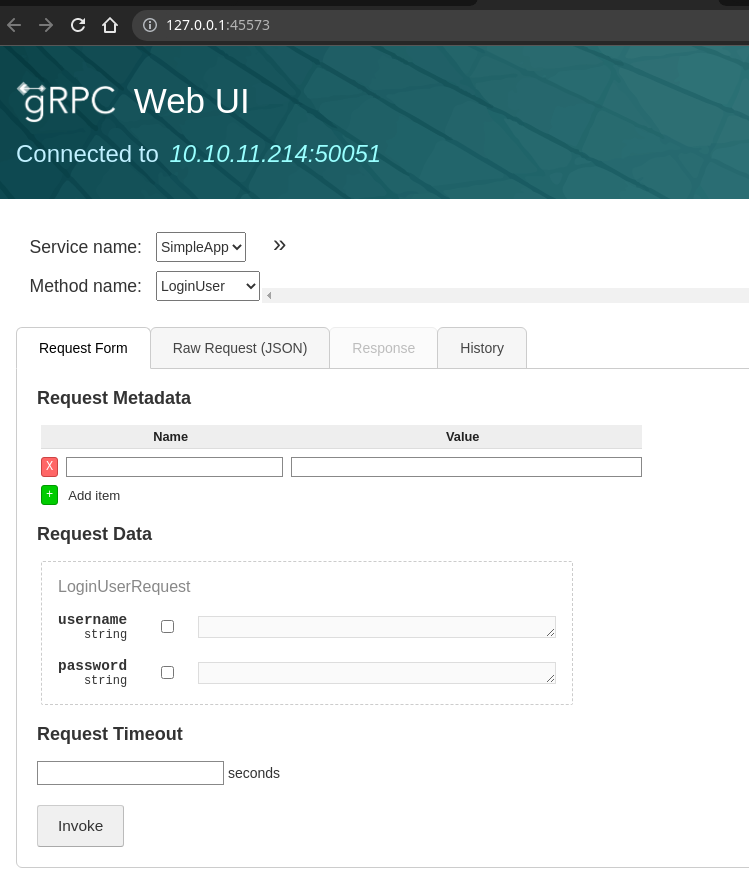 127.0.0.1:45573
gRPC Web UI
Connected to 10.10.11.214:50051
Service name: SimpleApp »
Method name: LoginUser
Request Form Raw Request (JSON) Response History
Request Metadata
Name Value
X
+ Add item
Request Data
LoginUserRequest
username
string
password
string
Request Timeout
seconds
Invoke